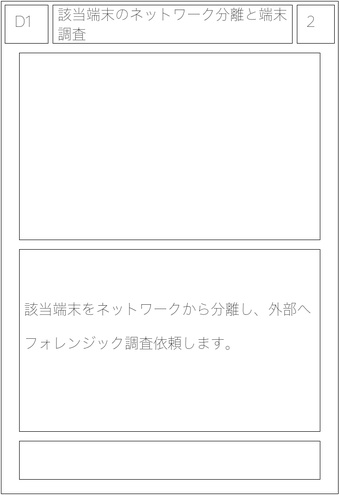 D1
該当端末のネットワーク分離と端末
調査
2
該当端末をネットワークから分離し、外部へ
フォレンジック調査依頼します。